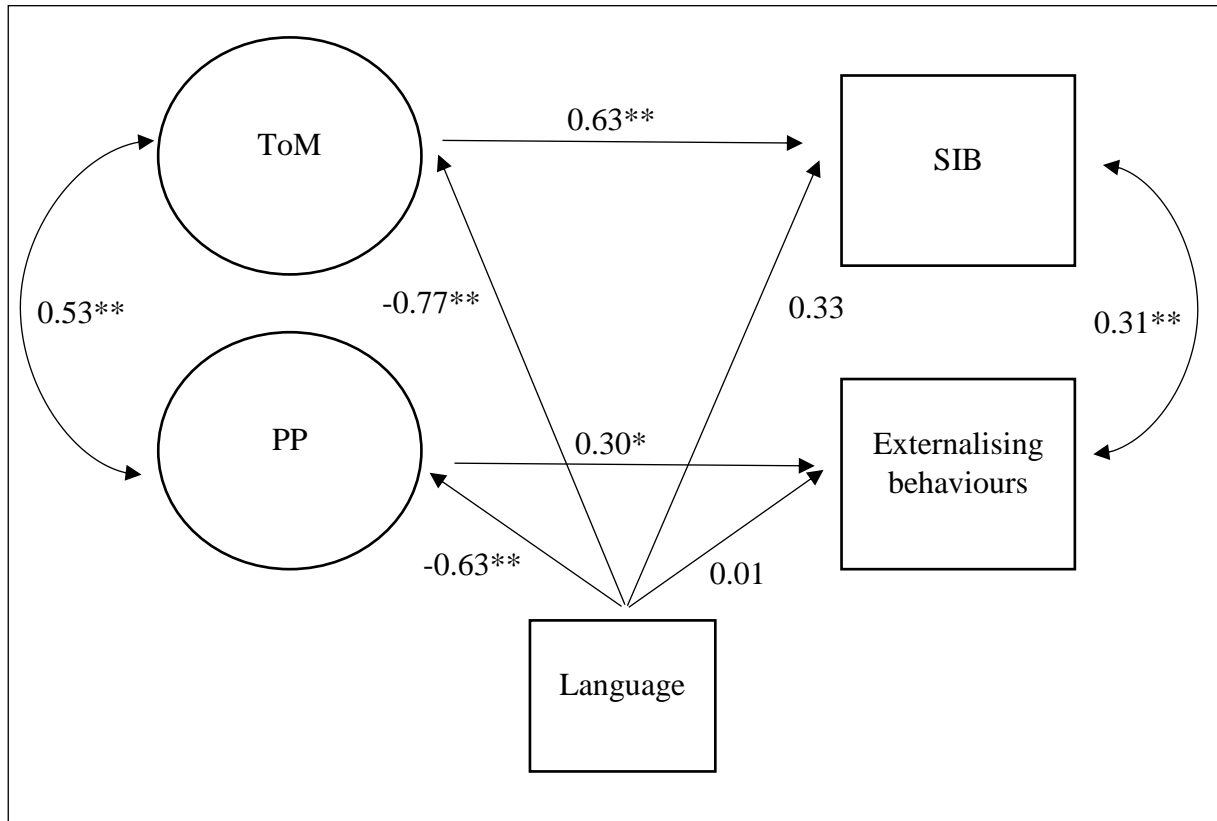 0.63**
ToM
SIB
0.53**
-0.77**
0.33
0.31**
PP
0.30*
Externalising
behaviours
-0.63**
0.01
Language